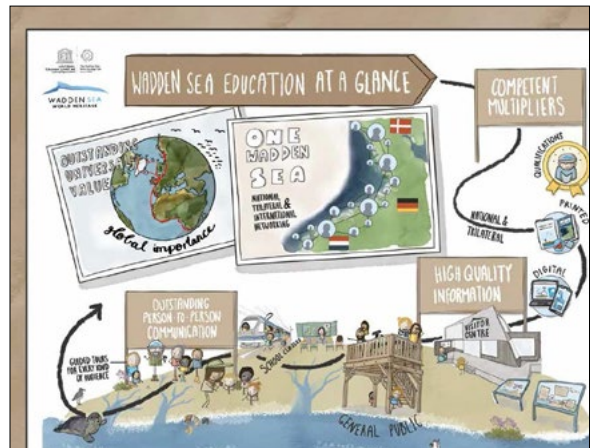 WADDEN SEA
WORLD HERITAGE
WADDEN SEA EDUCATION AT A GLANCE
COMPETENT
MULTIPLIERS
OUTSTANDING
UNIVERSAL
VALUE
global importance
ONE
WADDEN
SEA
NATIONAL,
TRILATERAL &
INTERNATIONAL
NETWORKING
QUALIFICATIONS
PRINTED
NATIONAL &
TRILATERAL
DIGITAL
HIGH QUALITY
INFORMATION
OUTSTANDING
PERSON-TO-PERSON
COMMUNICATION
GUIDED TOURS
FOR EVERY KIND
OF AUDIENCE
SCHOOL CLASSES
VISITOR
CENTRE
GENERAL PUBLIC